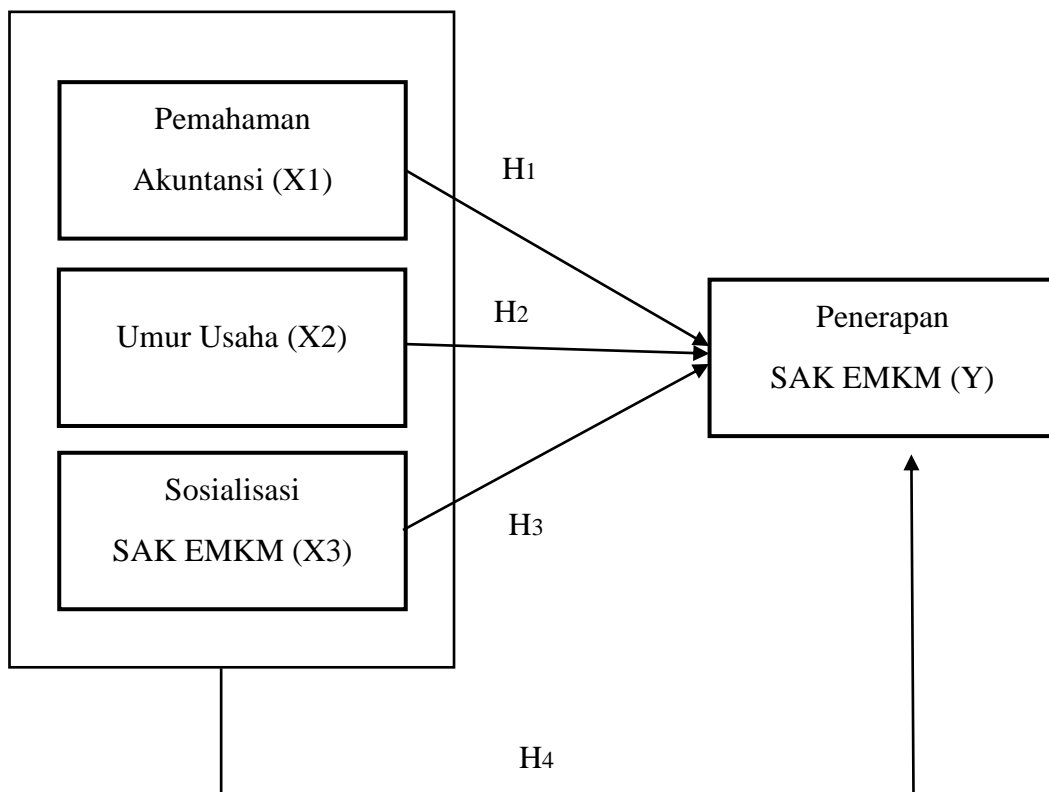 Pemahaman
Akuntansi (X1)
H1
Umur Usaha (X2)
H2
Penerapan
SAK EMKM (Y)
Sosialisasi
SAK EMKM (X3)
H3
H4